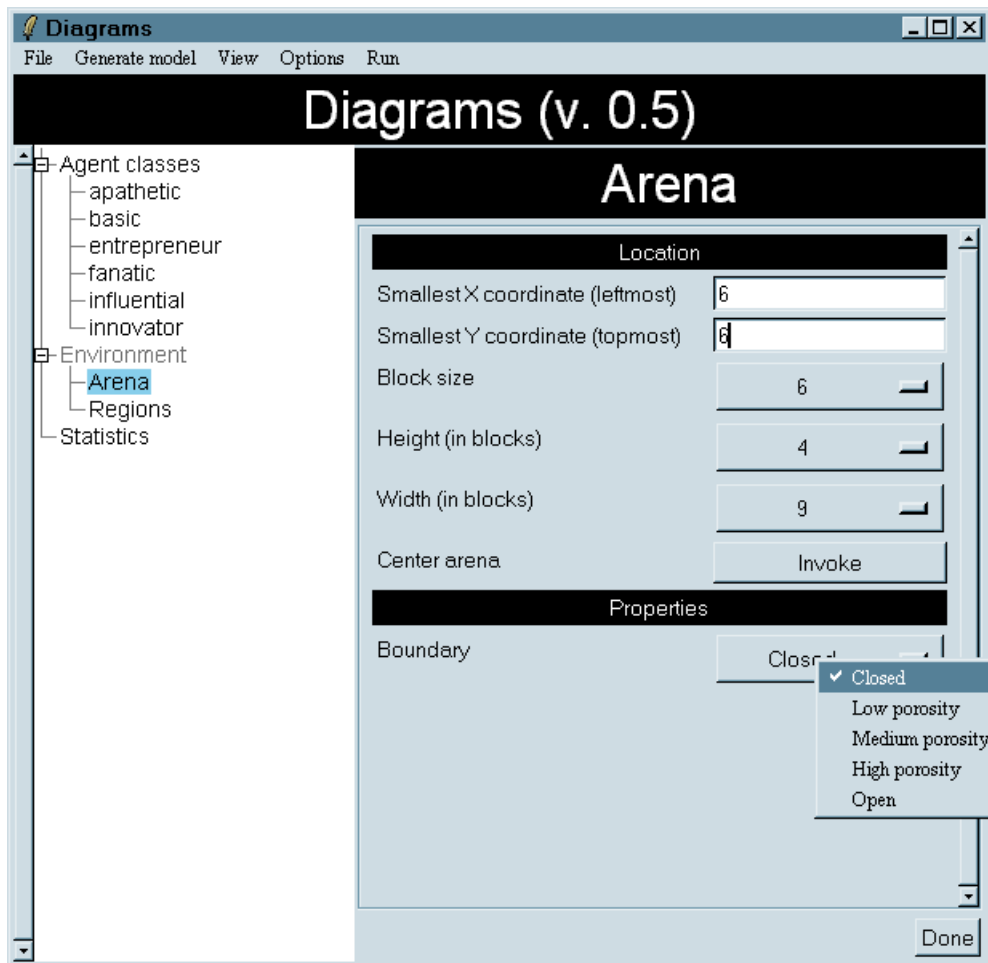 Diagrams
File Generate model View Options Run
Diagrams (v. 0.5)
Agent classes
apathetic
basic
entrepreneur
fanatic
influential
innovator
Environment
Arena
Regions
Statistics
Arena
Location
Smallest X coordinate (leftmost) 6
Smallest Y coordinate (topmost) 6
Block size 6
Height (in blocks) 4
Width (in blocks) 9
Center arena Invoke
Properties
Boundary Closed
Closed
Low porosity
Medium porosity
High porosity
Open
Done